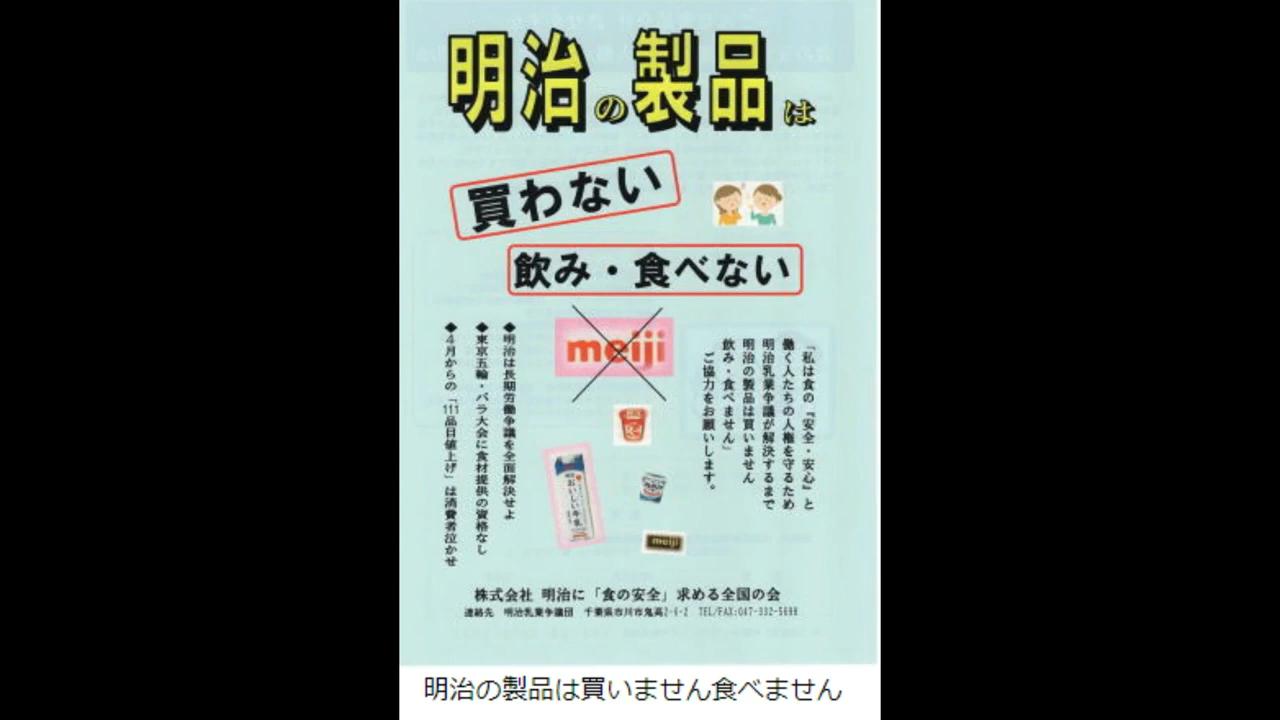 明治の製品は
買わない
飲み・食べない
meiji
「私は食の『安全・安心』と
働く人たちの人権を守るため
明治乳業争議が解決するまで
明治の製品は買いません
飲み・食べません」
ご協力をお願いします。
◆明治は長期労働争議を全面解決せよ
◆東京五輪・パラ大会に食材提供の資格なし
◆4月からの「111品目値上げ」は消費者泣かせ
R-1
おいしい牛乳
meiji
株式会社 明治に「食の安全」求める全国の会
連絡先 明治乳業争議団 千葉県市川市鬼高2-4-2 TEL/FAX:047-332-5698
明治の製品は買いません食べません